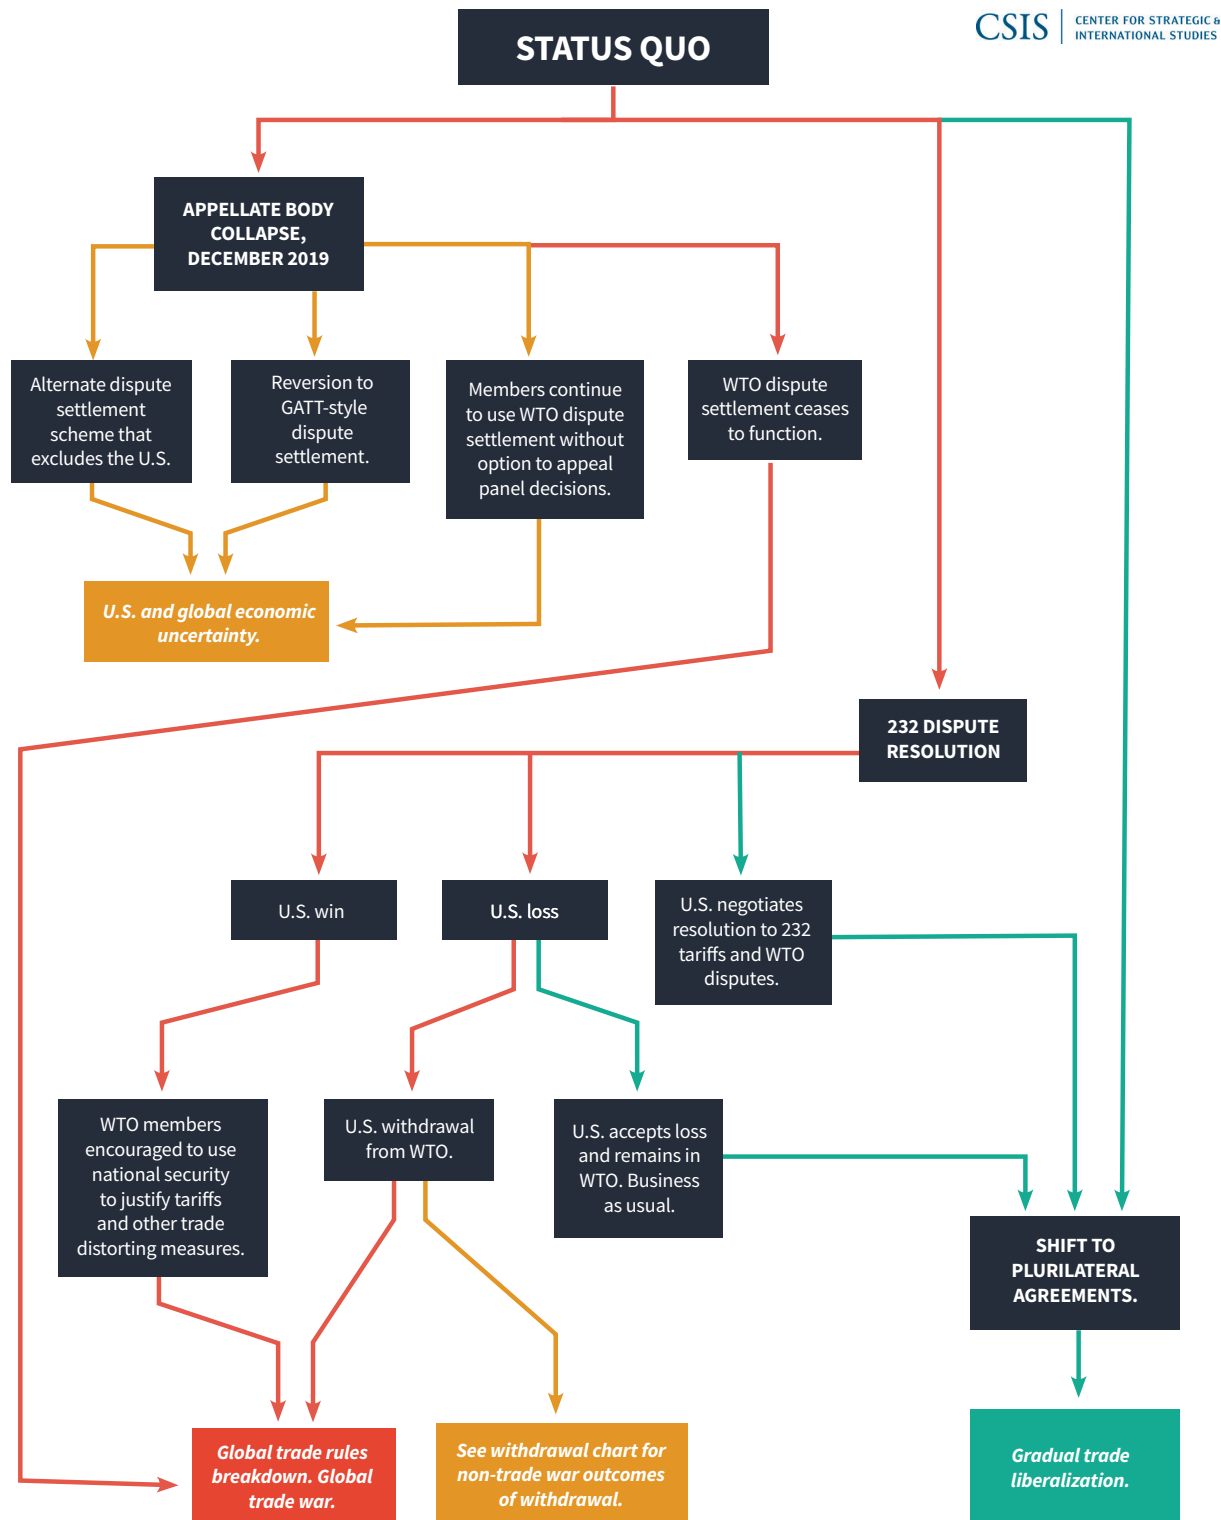 STATUS QUO
CSIS
CENTER FOR STRATEGIC &
INTERNATIONAL STUDIES
APPELLATE BODY
COLLAPSE,
DECEMBER 2019
Alternate dispute
settlement
scheme that
excludes the U.S.
Reversion to
GATT-style
dispute
settlement.
Members continue
to use WTO dispute
settlement without
option to appeal
panel decisions.
WTO dispute
settlement ceases
to function.
U.S. and global economic
uncertainty.
232 DISPUTE
RESOLUTION
U.S. win
U.S. loss
U.S. negotiates
resolution to 232
tariffs and WTO
disputes.
WTO members
encouraged to use
national security
to justify tariffs
and other trade
distorting measures.
U.S. withdrawal
from WTO.
U.S. accepts loss
and remains in
WTO. Business
as usual.
SHIFT TO
PLURILATERAL
AGREEMENTS.
Global trade rules
breakdown. Global
trade war.
See withdrawal chart for
non-trade war outcomes
of withdrawal.
Gradual trade
liberalization.